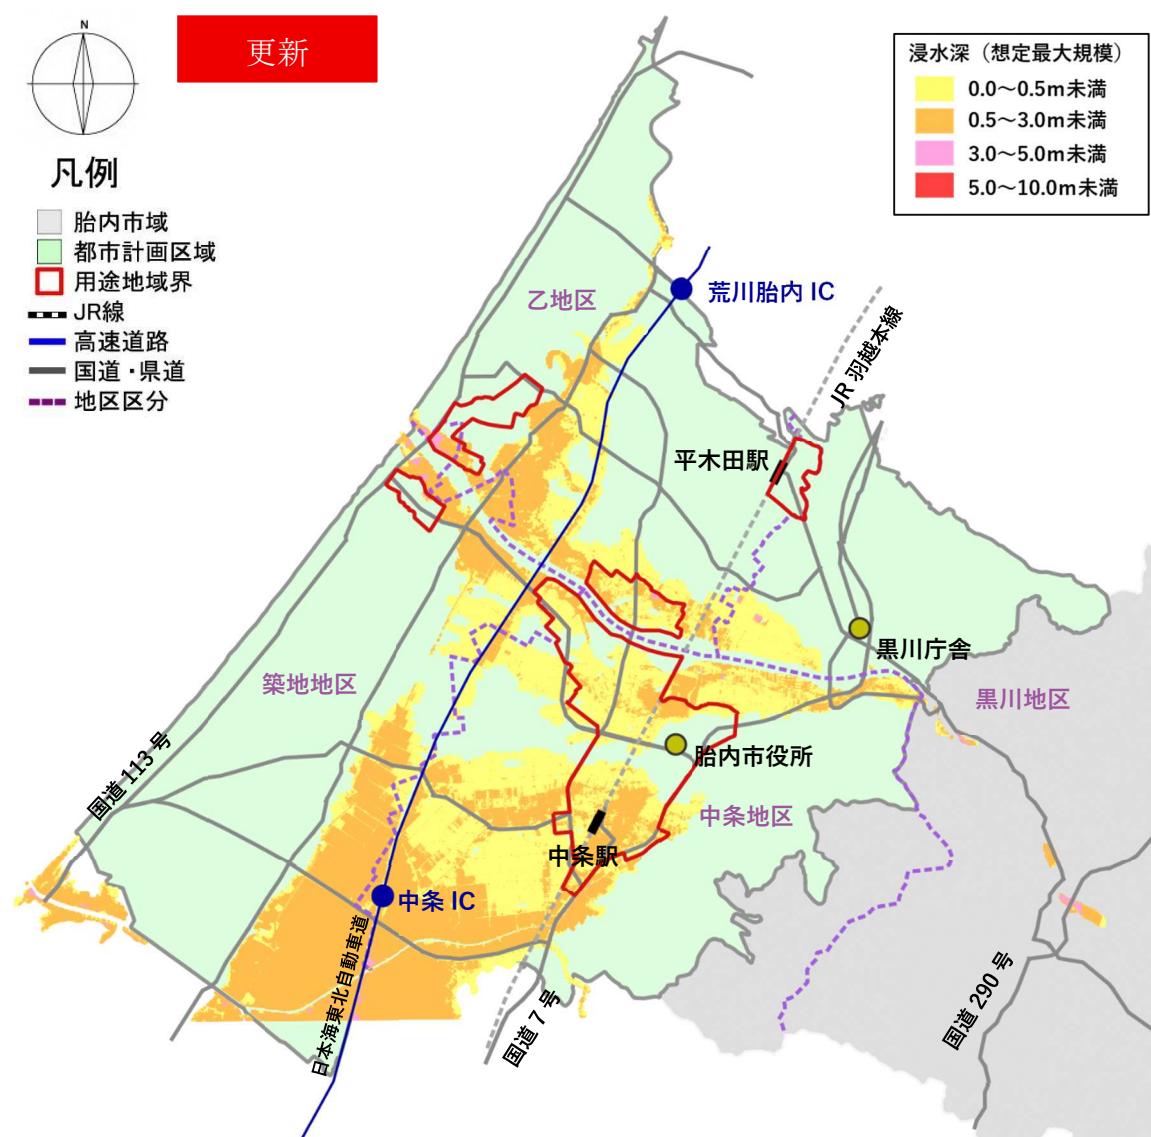 N
更新
凡例
胎内市域
都市計画区域
用途地域界
JR線
高速道路
国道・県道
地区区分
浸水深（想定最大規模）
0.0～0.5m未満
0.5～3.0m未満
3.0～5.0m未満
5.0～10.0m未満
乙地区
荒川胎内 IC
JR 羽越本線
平木田駅
黒川庁舎
黒川地区
築地地区
胎内市役所
国道 113 号
中条地区
中条駅
中条 IC
日本海東北自動車道
国道 7 号
国道 290 号